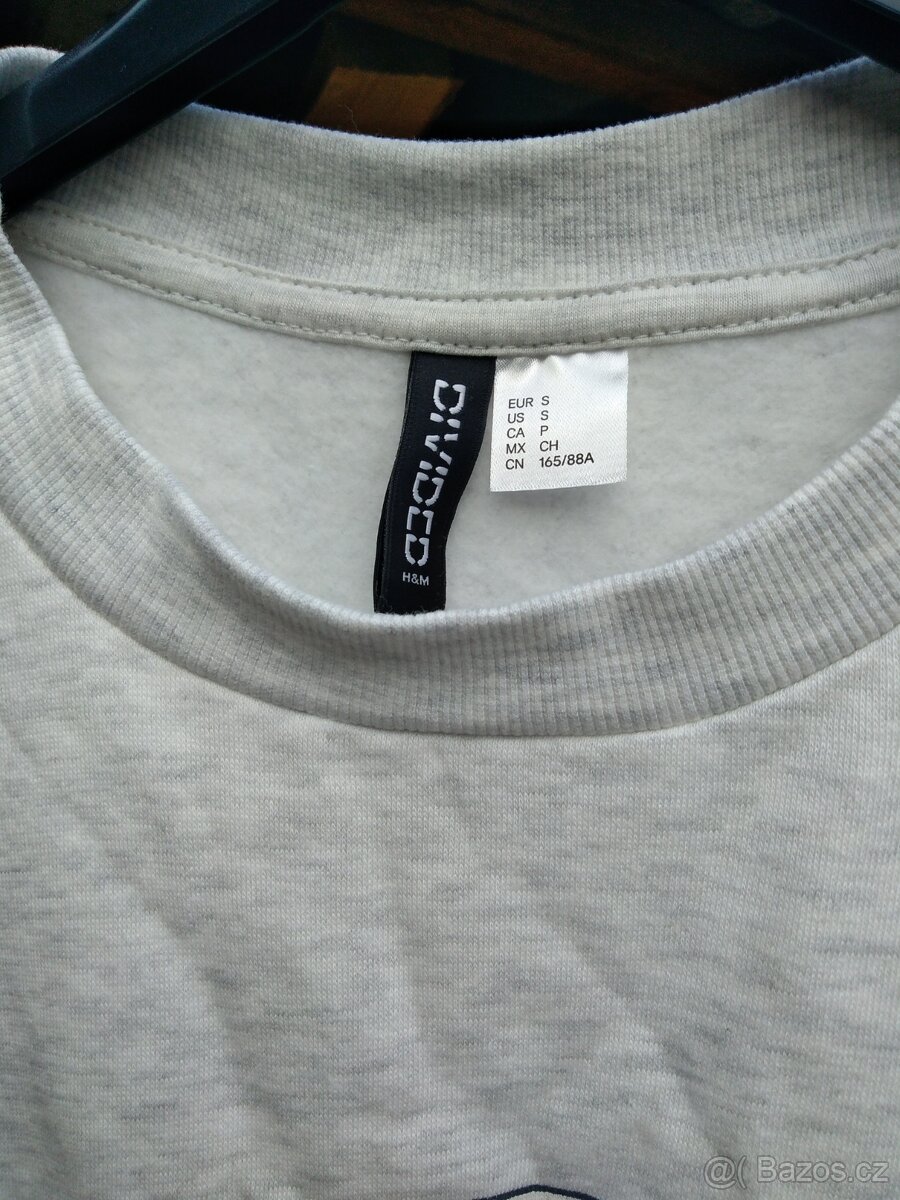 DIVIDED
H&M
EUR S
US S
CA P
MX CH
CN 165/88A
@( Bazos.cz